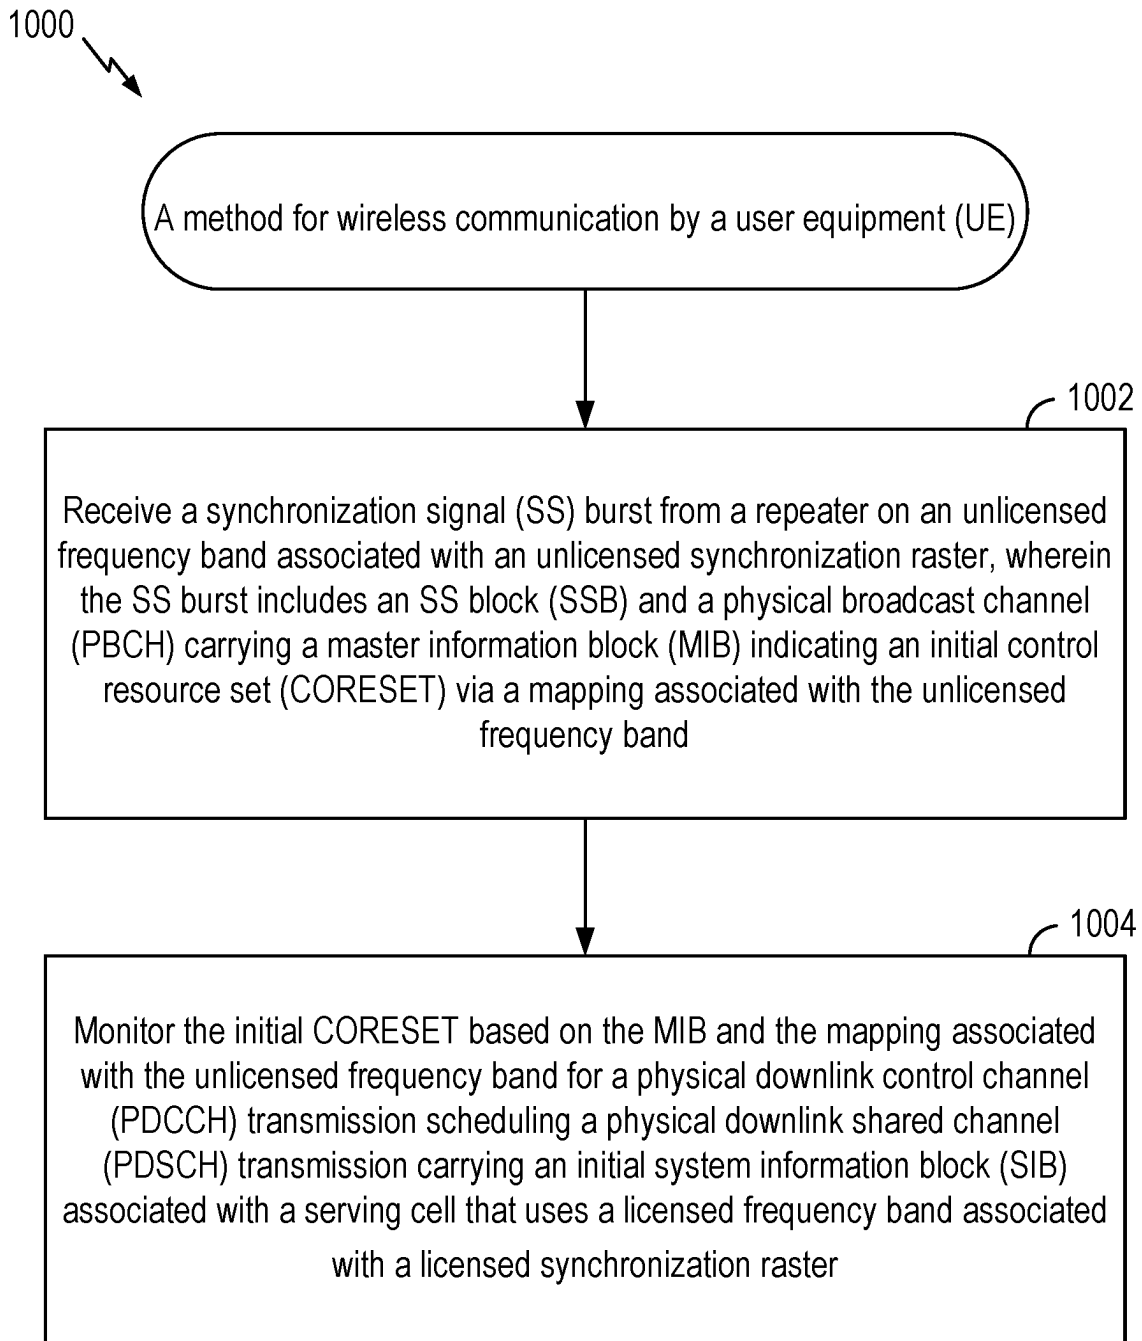 1000
A method for wireless communication by a user equipment (UE)
1002
Receive a synchronization signal (SS) burst from a repeater on an unlicensed
frequency band associated with an unlicensed synchronization raster, wherein
the SS burst includes an SS block (SSB) and a physical broadcast channel
(PBCH) carrying a master information block (MIB) indicating an initial control
resource set (CORESET) via a mapping associated with the unlicensed
frequency band
1004
Monitor the initial CORESET based on the MIB and the mapping associated
with the unlicensed frequency band for a physical downlink control channel
(PDCCH) transmission scheduling a physical downlink shared channel
(PDSCH) transmission carrying an initial system information block (SIB)
associated with a serving cell that uses a licensed frequency band associated
with a licensed synchronization raster